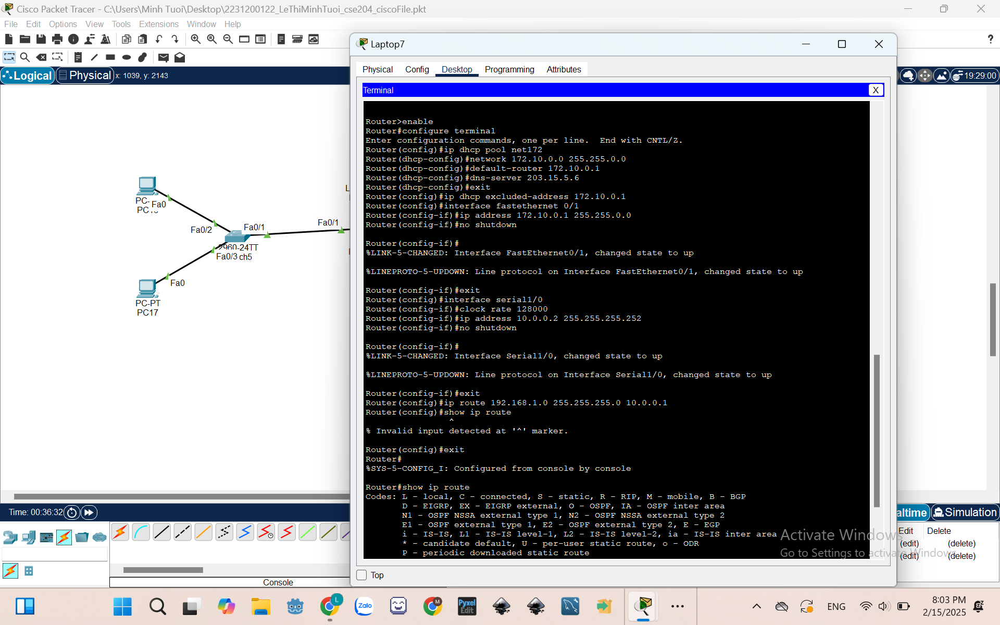 Cisco Packet Tracer - C:\Users\Minh Tuoi\Desktop\2231200122_LeThiMinhTuoi_cse204_ciscoFile.pkt
File Edit Options View Tools Extensions Window Help
Logical Physical x: 1039, y: 2143
19:29:00
PC-
Fa0
PC
Fa0/2
Fa0/1
Fa0/1
2960-24TT
Fa0/3 ch5
Fa0
PC-PT
PC17
Laptop7
Physical Config Desktop Programming Attributes
Terminal
X
Router>enable
Router#configure terminal
Enter configuration commands, one per line. End with CNTL/Z.
Router(config)#ip dhcp pool net172
Router(dhcp-config)#network 172.10.0.0 255.255.0.0
Router(dhcp-config)#default-router 172.10.0.1
Router(dhcp-config)#dns-server 203.15.5.6
Router(dhcp-config)#exit
Router(config)#ip dhcp excluded-address 172.10.0.1
Router(config)#interface fastethernet 0/1
Router(config-if)#ip address 172.10.0.1 255.255.0.0
Router(config-if)#no shutdown
Router(config-if)#
%LINK-5-CHANGED: Interface FastEthernet0/1, changed state to up
%LINEPROTO-5-UPDOWN: Line protocol on Interface FastEthernet0/1, changed state to up
Router(config-if)#exit
Router(config)#interface serial1/0
Router(config-if)#clock rate 128000
Router(config-if)#ip address 10.0.0.2 255.255.255.252
Router(config-if)#no shutdown
Router(config-if)#
%LINK-5-CHANGED: Interface Serial1/0, changed state to up
%LINEPROTO-5-UPDOWN: Line protocol on Interface Serial1/0, changed state to up
Router(config-if)#exit
Router(config)#ip route 192.168.1.0 255.255.255.0 10.0.0.1
Router(config)#show ip route
^
% Invalid input detected at '^' marker.
Router(config)#exit
Router#
%SYS-5-CONFIG_I: Configured from console by console
Router#show ip route
Codes: L - local, C - connected, S - static, R - RIP, M - mobile, B - BGP
D - EIGRP, EX - EIGRP external, O - OSPF, IA - OSPF inter area
N1 - OSPF NSSA external type 1, N2 - OSPF NSSA external type 2
E1 - OSPF external type 1, E2 - OSPF external type 2, E - EGP
i - IS-IS, L1 - IS-IS level-1, L2 - IS-IS level-2, ia - IS-IS inter area
* - candidate default, U - per-user static route, o - ODR
P - periodic downloaded static route
Top
Time: 00:36:32
altime Simulation
Edit Delete
(edit) (delete)
(edit) (delete)
Activate Windows
Go to Settings to activate Windows.
Console
Zalo
Pyxel
Edit
L
M
ENG
8:03 PM
2/15/2025